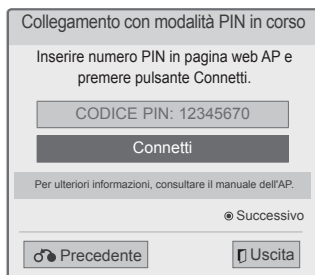 Collegamento con modalità PIN in corso
Inserire numero PIN in pagina web AP e
premere pulsante Connetti.
CODICE PIN: 12345670
Connetti
Per ulteriori informazioni, consultare il manuale dell'AP.
Successivo
Precedente
Uscita